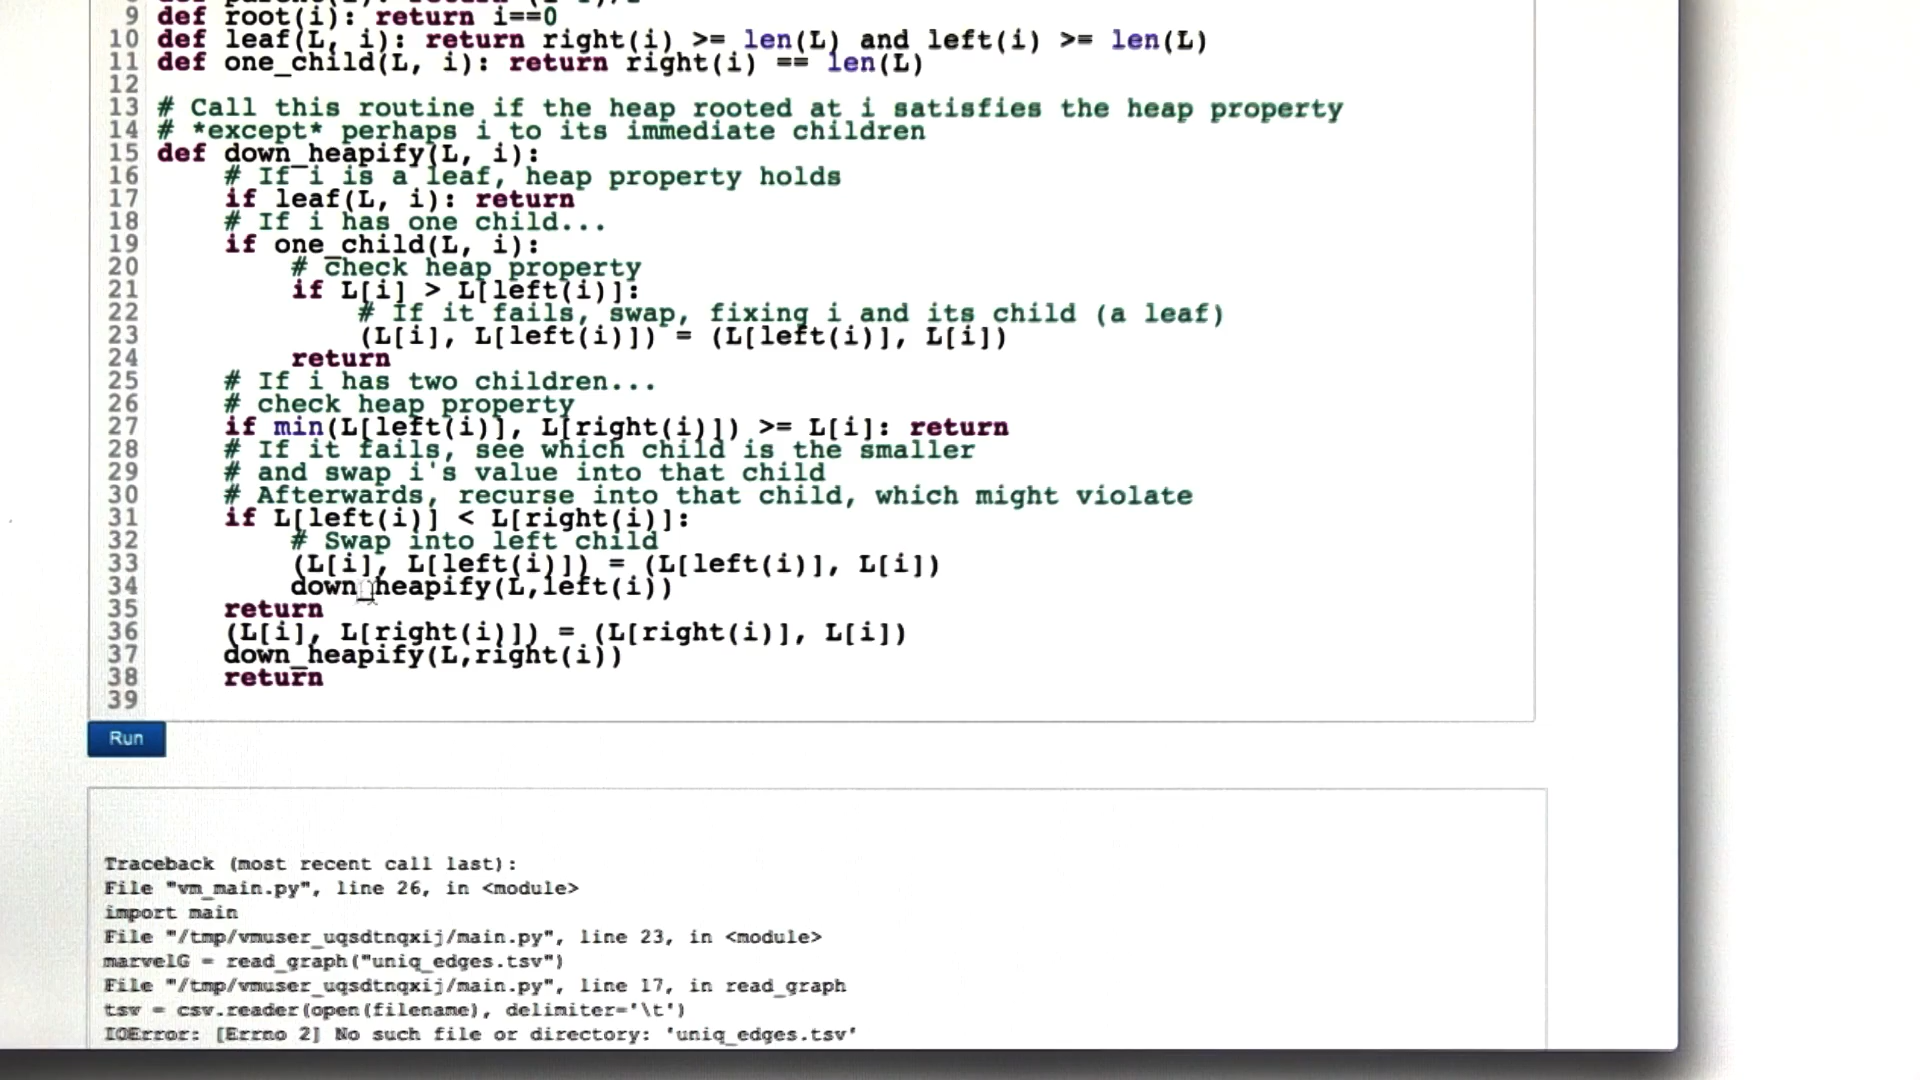 9 def root(i): return i==0
10 def leaf(L, i): return right(i) >= len(L) and left(i) >= len(L)
11 def one_child(L, i): return right(i) == len(L)
12
13 # Call this routine if the heap rooted at i satisfies the heap property
14 # *except* perhaps i to its immediate children
15 def down_heapify(L, i):
16     # If i is a leaf, heap property holds
17     if leaf(L, i): return
18     # If i has one child...
19     if one_child(L, i):
20         # check heap property
21         if L[i] > L[left(i)]:
22             # If it fails, swap, fixing i and its child (a leaf)
23             (L[i], L[left(i)]) = (L[left(i)], L[i])
24         return
25     # If i has two children...
26     # check heap property
27     if min(L[left(i)], L[right(i)]) >= L[i]: return
28     # If it fails, see which child is the smaller
29     # and swap i's value into that child
30     # Afterwards, recurse into that child, which might violate
31     if L[left(i)] < L[right(i)]:
32         # Swap into left child
33         (L[i], L[left(i)]) = (L[left(i)], L[i])
34         down_heapify(L,left(i))
35     return
36     (L[i], L[right(i)]) = (L[right(i)], L[i])
37     down_heapify(L,right(i))
38     return
39
Run
Traceback (most recent call last):
File "vm_main.py", line 26, in <module>
import main
File "/tmp/vmuser_uqsdtnqxij/main.py", line 23, in <module>
marvelG = read_graph("uniq_edges.tsv")
File "/tmp/vmuser_uqsdtnqxij/main.py", line 17, in read_graph
tsv = csv.reader(open(filename), delimiter='\t')
IOError: [Errno 2] No such file or directory: 'uniq_edges.tsv'